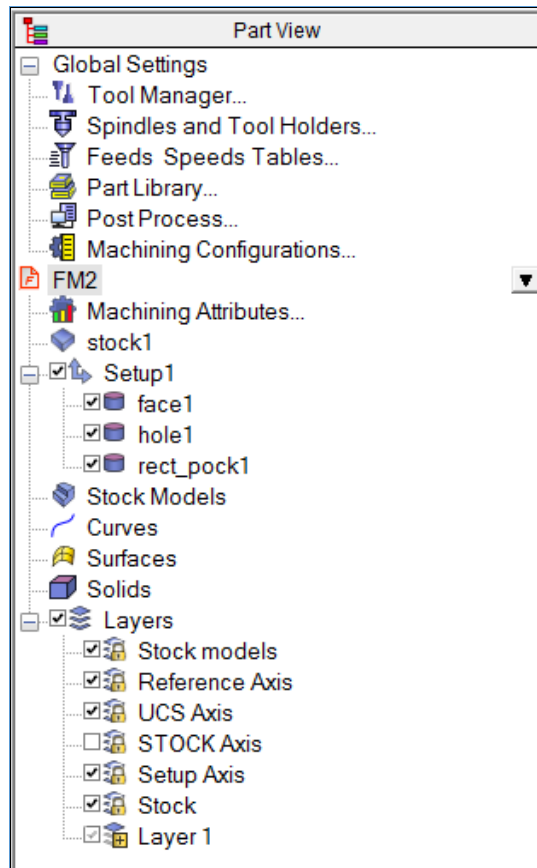 Part View
Global Settings
Tool Manager...
Spindles and Tool Holders...
Feeds Speeds Tables...
Part Library...
Post Process...
Machining Configurations...
FM2
Machining Attributes...
stock1
Setup1
face1
hole1
rect_pock1
Stock Models
Curves
Surfaces
Solids
Layers
Stock models
Reference Axis
UCS Axis
STOCK Axis
Setup Axis
Stock
Layer 1